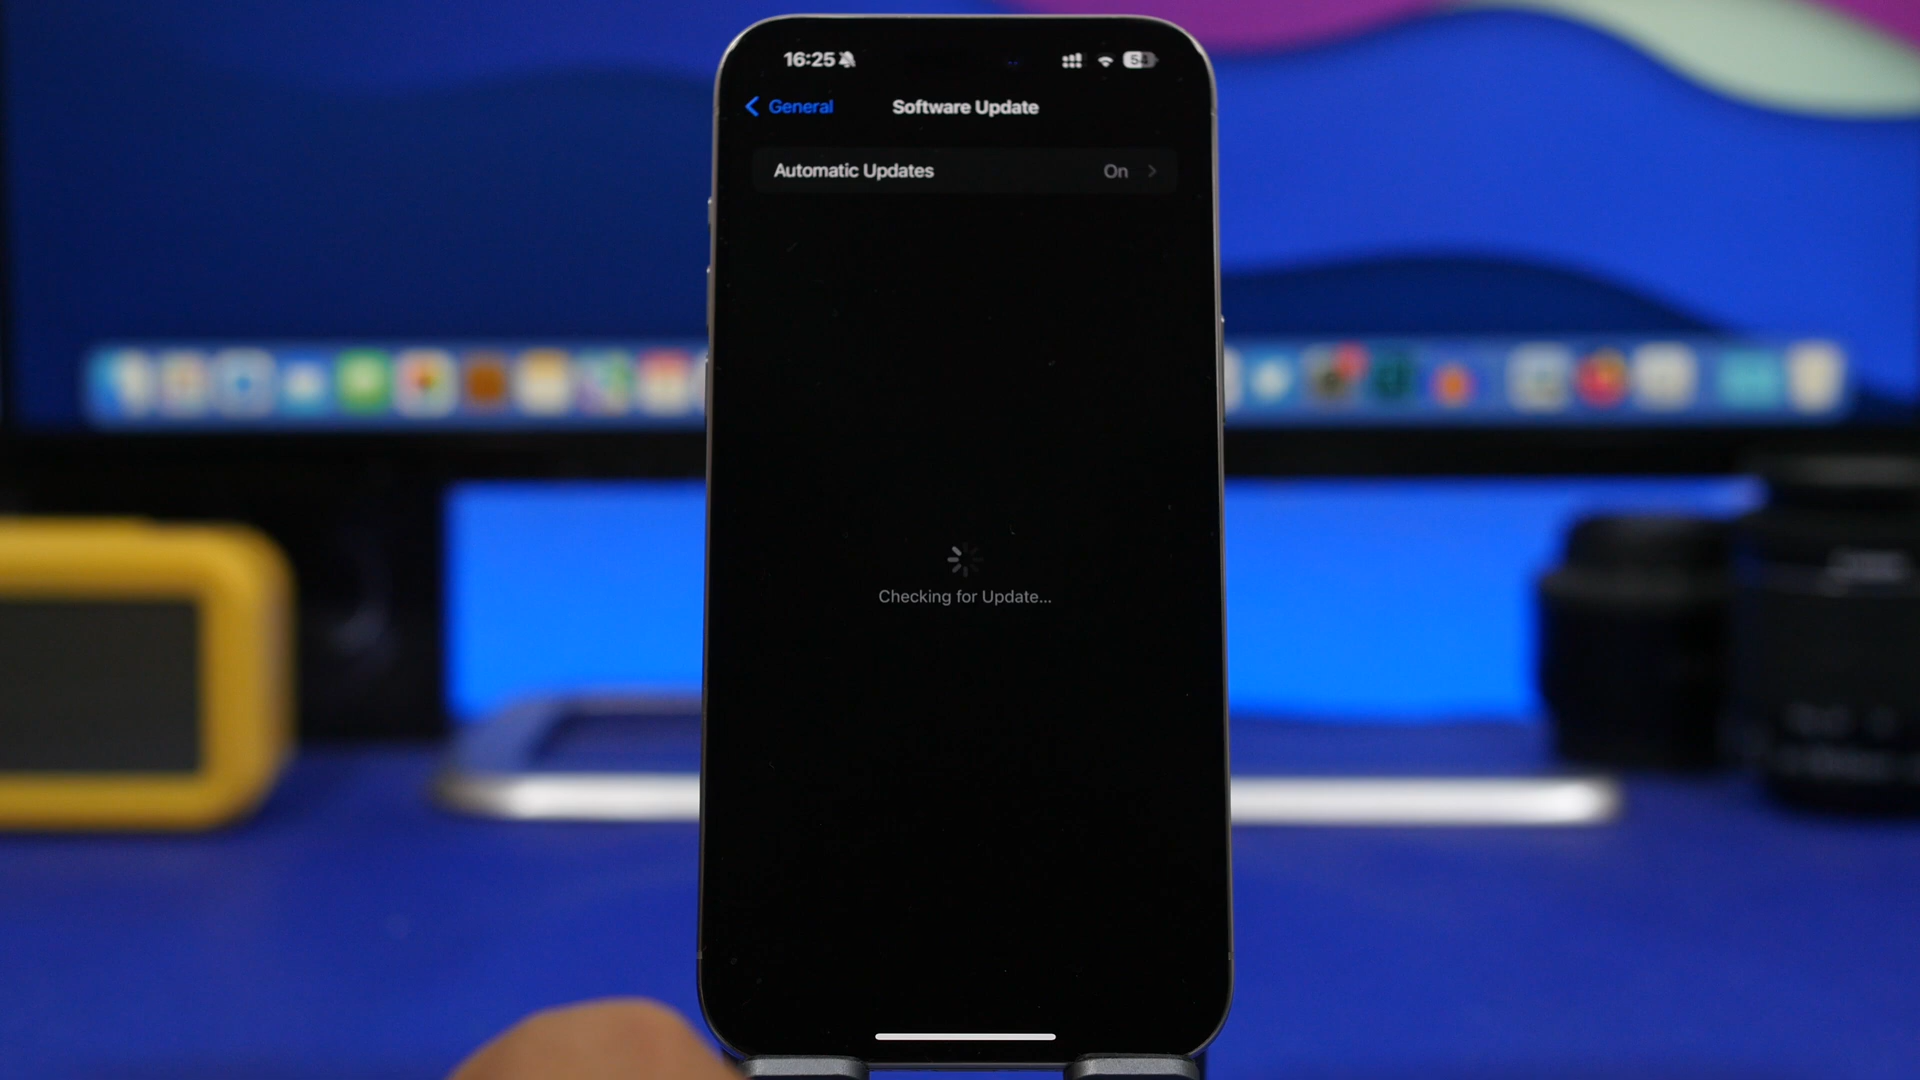 16:25
General
Software Update
Automatic Updates
On
Checking for Update...